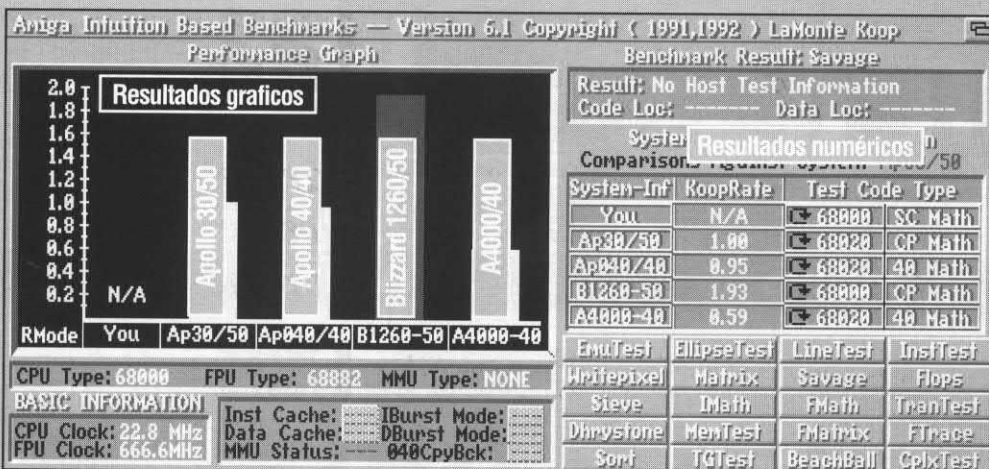 Amiga Intuition Based Benchmarks — Version 6.1 Copyright ( 1991,1992 ) LaMonte Koop
Performance Graph
Resultados graficos
2.0
1.8
1.6
1.4
1.2
1.0
0.8
0.6
0.4
0.2
N/A
Apollo 30/50
Apollo 40/40
Blizzard 1260/50
A4000/40
RMode You Ap30/50 Ap040/40 B1260-50 A4000-40
CPU Type: 68000 FPU Type: 68882 MMU Type: NONE
BASIC INFORMATION
CPU Clock: 22.8 MHz
FPU Clock: 666.6MHz
Inst Cache: IBurst Mode:
Data Cache: DBurst Mode:
MMU Status: --- 040CpyBck:
Benchmark Result: Savage
Result: No Host Test Information
Code Loc: ------- Data Loc: -------
Resultados numéricos
Comparisons Against System: /50
System-Inf KoopRate Test Code Type
You N/A 68000 SC Math
Ap30/50 1.00 68020 CP Math
Ap040/40 0.95 68020 40 Math
B1260-50 1.93 68000 CP Math
A4000-40 0.59 68020 40 Math
EmuTest EllipseTest LineTest InstTest
Writepixel Matrix Savage Flops
Sieve IMath FMath TranTest
Dhrystone MemTest FMatrix FTrace
Sort TGTest BeachBall CplxTest